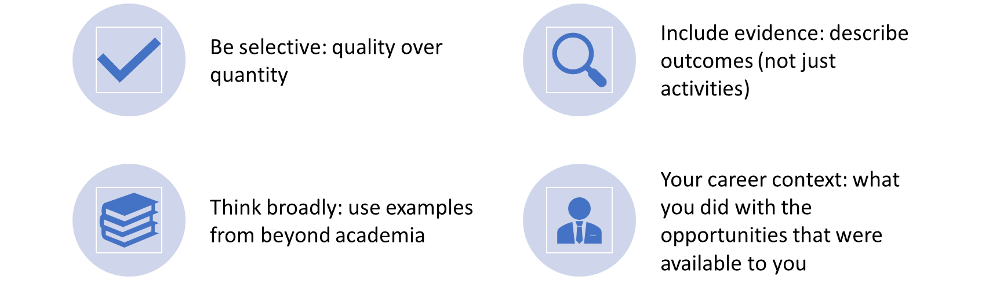 Be selective: quality over
quantity
Include evidence: describe
outcomes (not just
activities)
Think broadly: use examples
from beyond academia
Your career context: what
you did with the
opportunities that were
available to you